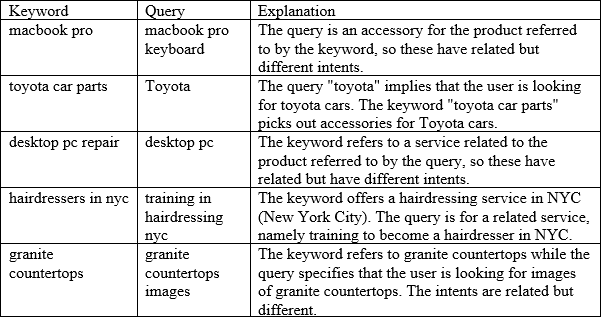 Keyword Query Explanation
macbook pro macbook pro The query is an accessory for the product referred
keyboard to by the keyword, so these have related but
different intents.
toyota car parts Toyota The query "toyota" implies that the user is looking
for toyota cars. The keyword "toyota car parts"
picks out accessories for Toyota cars.
desktop pc repair desktop pc The keyword refers to a service related to the
product referred to by the query, so these have
related but have different intents.
hairdressers in nyc training in The keyword offers a hairdressing service in NYC
hairdressing (New York City). The query is for a related service,
nyc namely training to become a hairdresser in NYC.
granite granite The keyword refers to granite countertops while the
countertops countertops query specifies that the user is looking for images
images of granite countertops. The intents are related but
different.